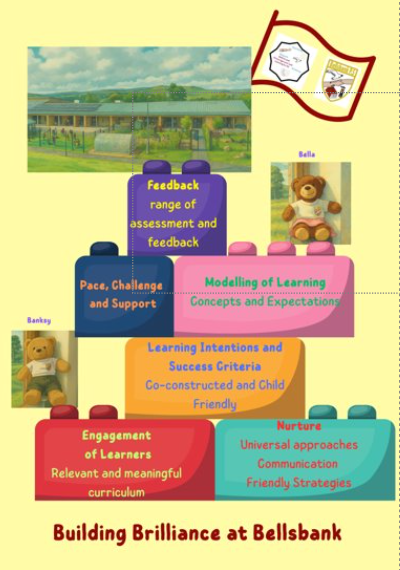 Bella
Feedback
range of
assessment and
feedback
Pace, Challenge
and Support
Modelling of Learning
Concepts and Expectations
Banksy
Learning Intentions and
Success Criteria
Co-constructed and Child
Friendly
Engagement
of Learners
Relevant and meaningful
curriculum
Nurture
Universal approaches
Communication
Friendly Strategies
Building Brilliance at Bellsbank